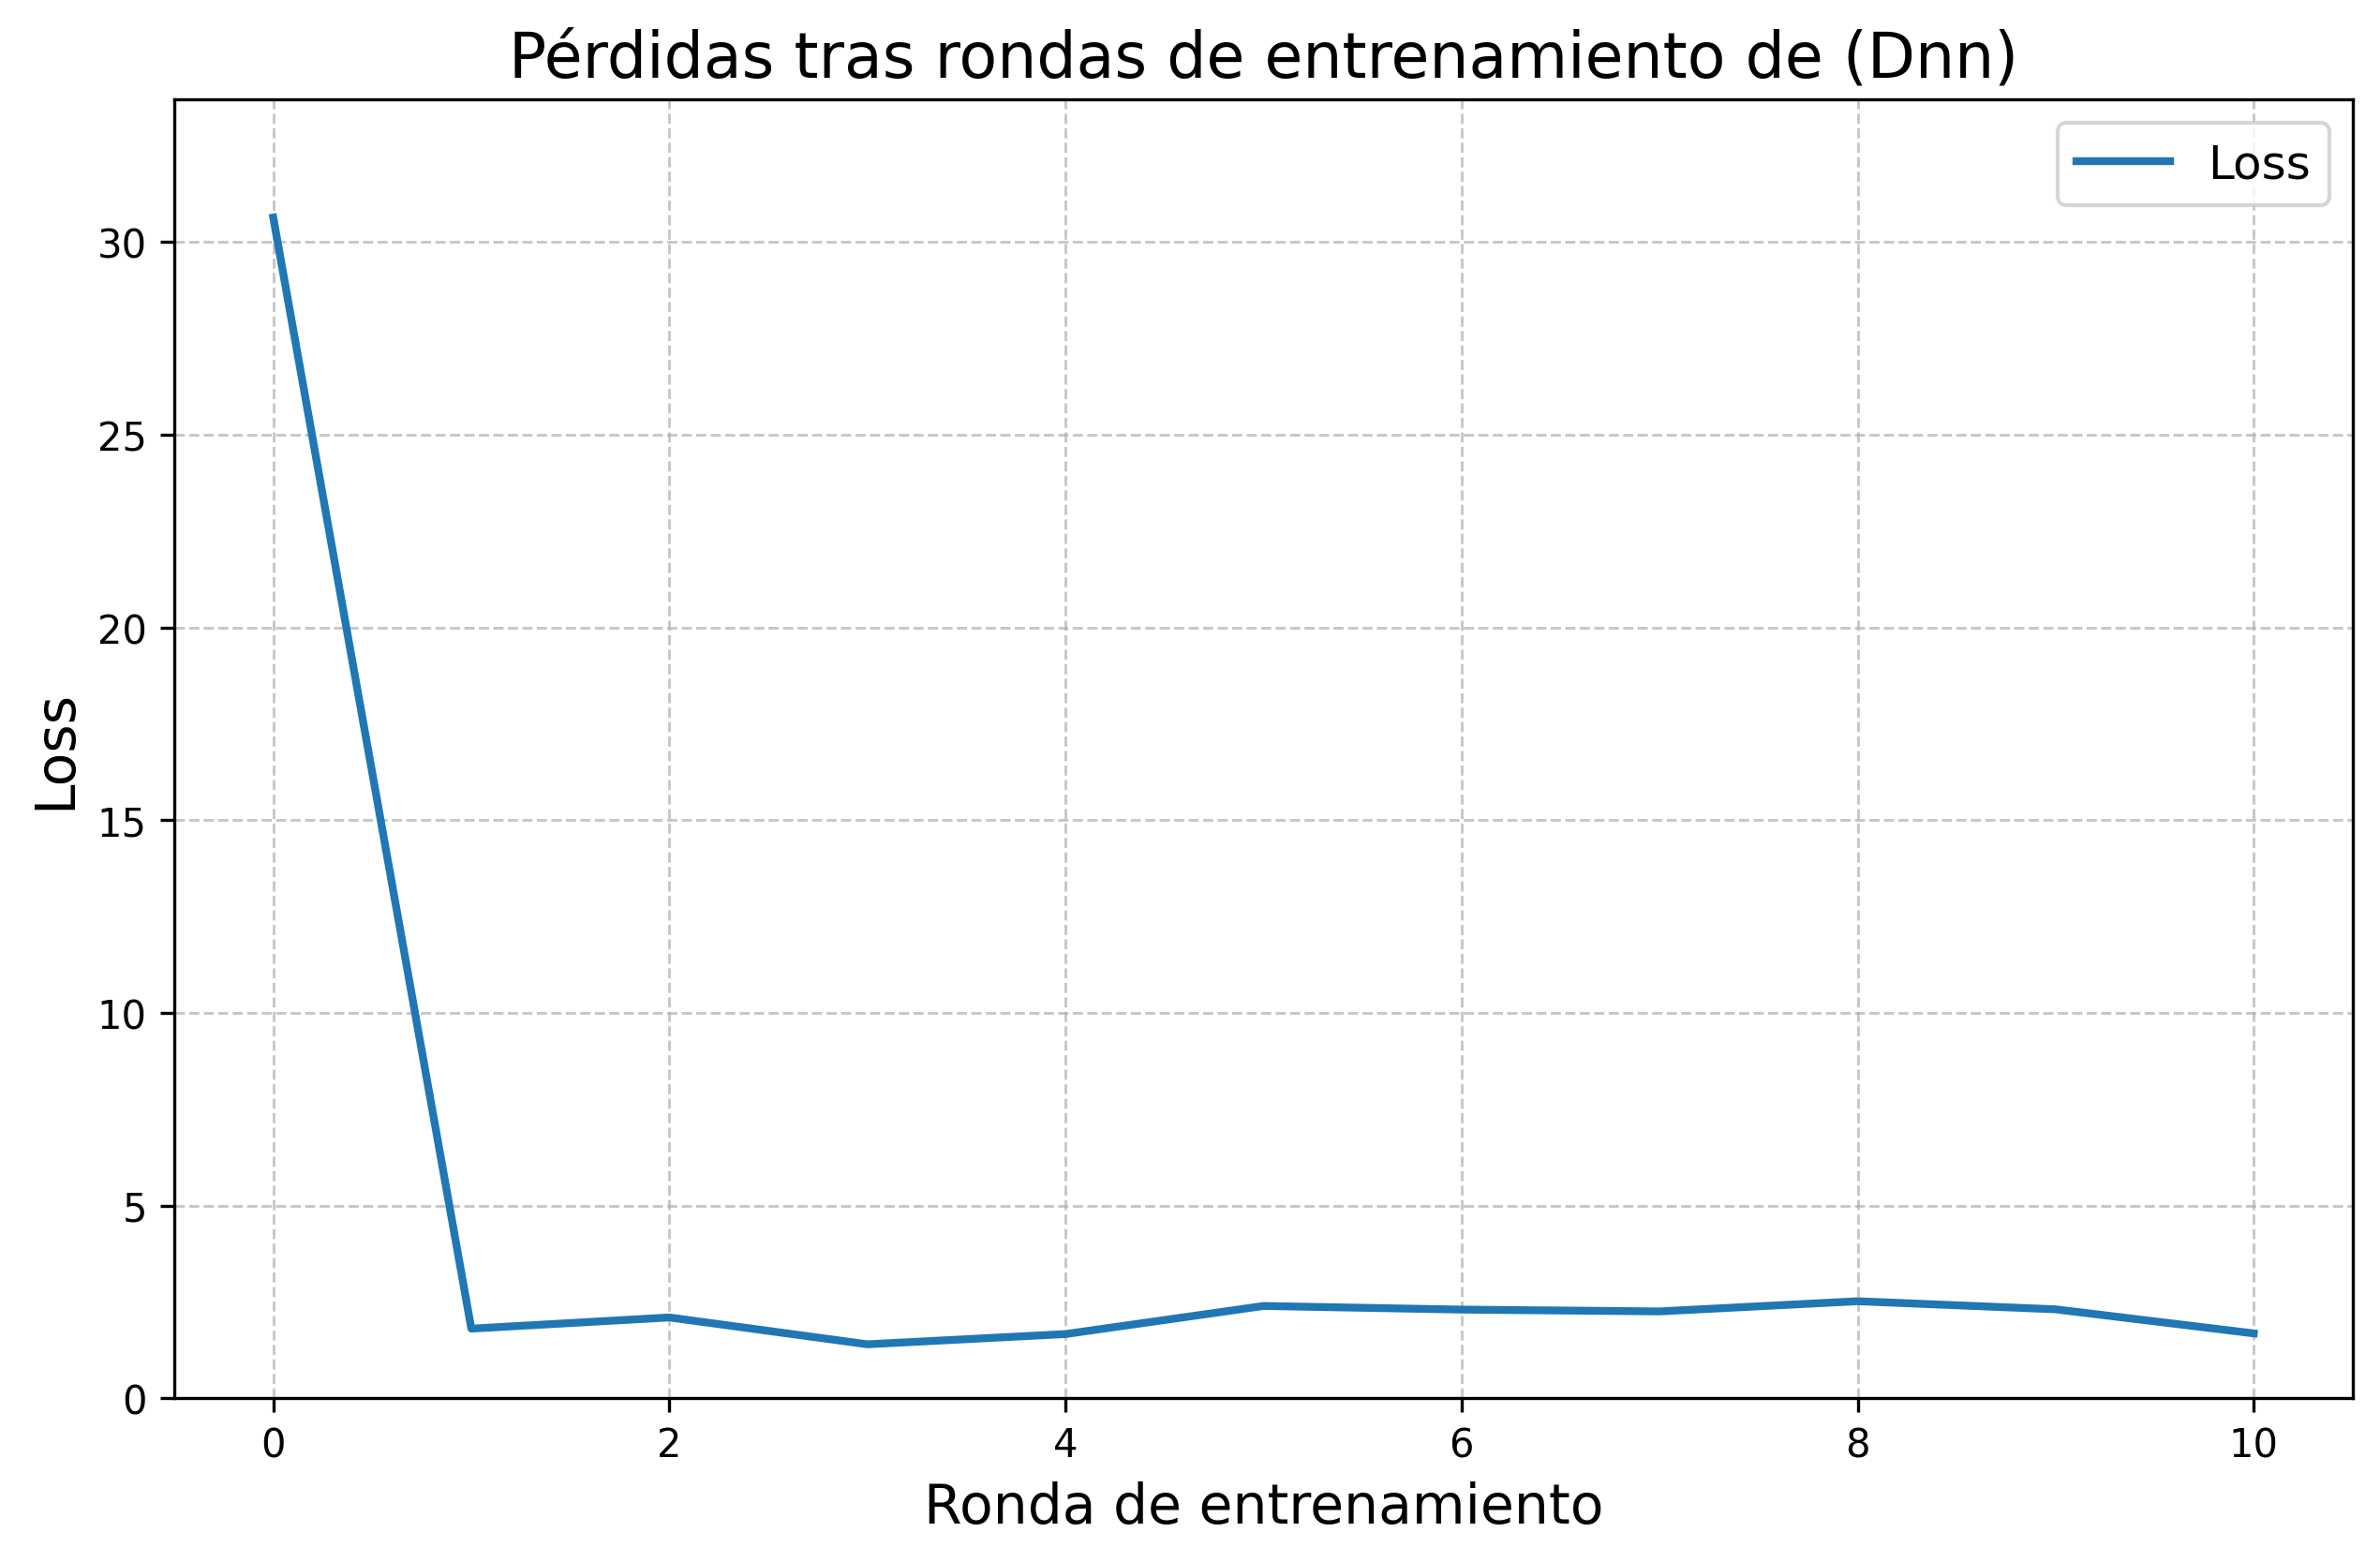 Pérdidas tras rondas de entrenamiento de (Dnn)
Loss
30
25
20
15
10
5
0
Loss
0 2 4 6 8 10
Ronda de entrenamiento